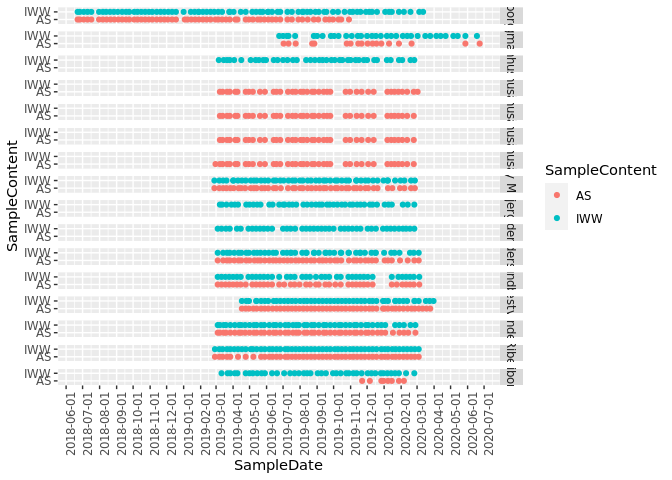 IWW
AS
IWW
AS
IWW
AS
IWW
AS
IWW
AS
IWW
AS
IWW
AS
IWW
AS
IWW
AS
IWW
AS
IWW
AS
IWW
AS
IWW
AS
IWW
AS
IWW
AS
IWW
AS
SampleContent
2018-06-01
2018-07-01
2018-08-01
2018-09-01
2018-10-01
2018-11-01
2018-12-01
2019-01-01
2019-02-01
2019-03-01
2019-04-01
2019-05-01
2019-06-01
2019-07-01
2019-08-01
2019-09-01
2019-10-01
2019-11-01
2019-12-01
2020-01-01
2020-02-01
2020-03-01
2020-04-01
2020-05-01
2020-06-01
2020-07-01
SampleDate
SampleContent
AS
IWW